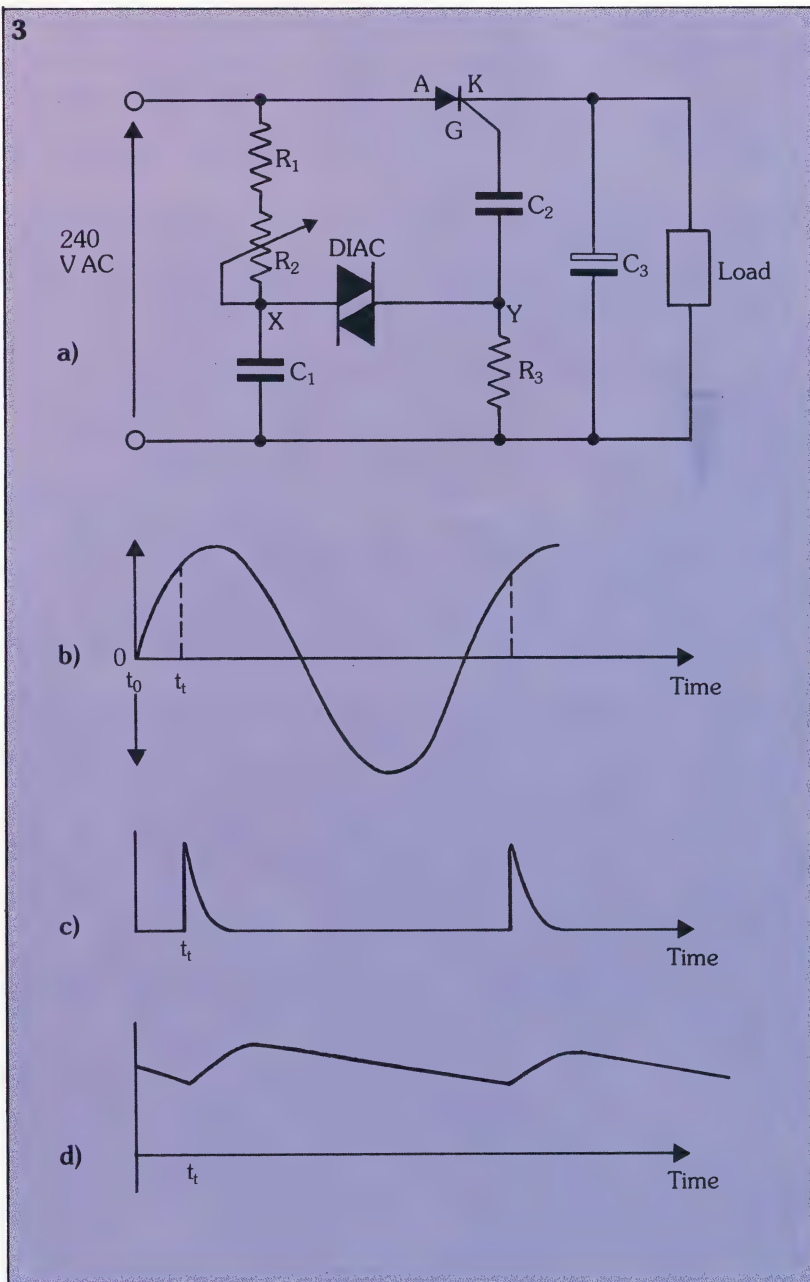 3
A K
G
R₁
C₂
240
V AC
R₂
DIAC
C₃
Load
X
Y
a)
C₁
R₃
b)
0
t₀
tₜ
Time
c)
tₜ
Time
d)
tₜ
Time